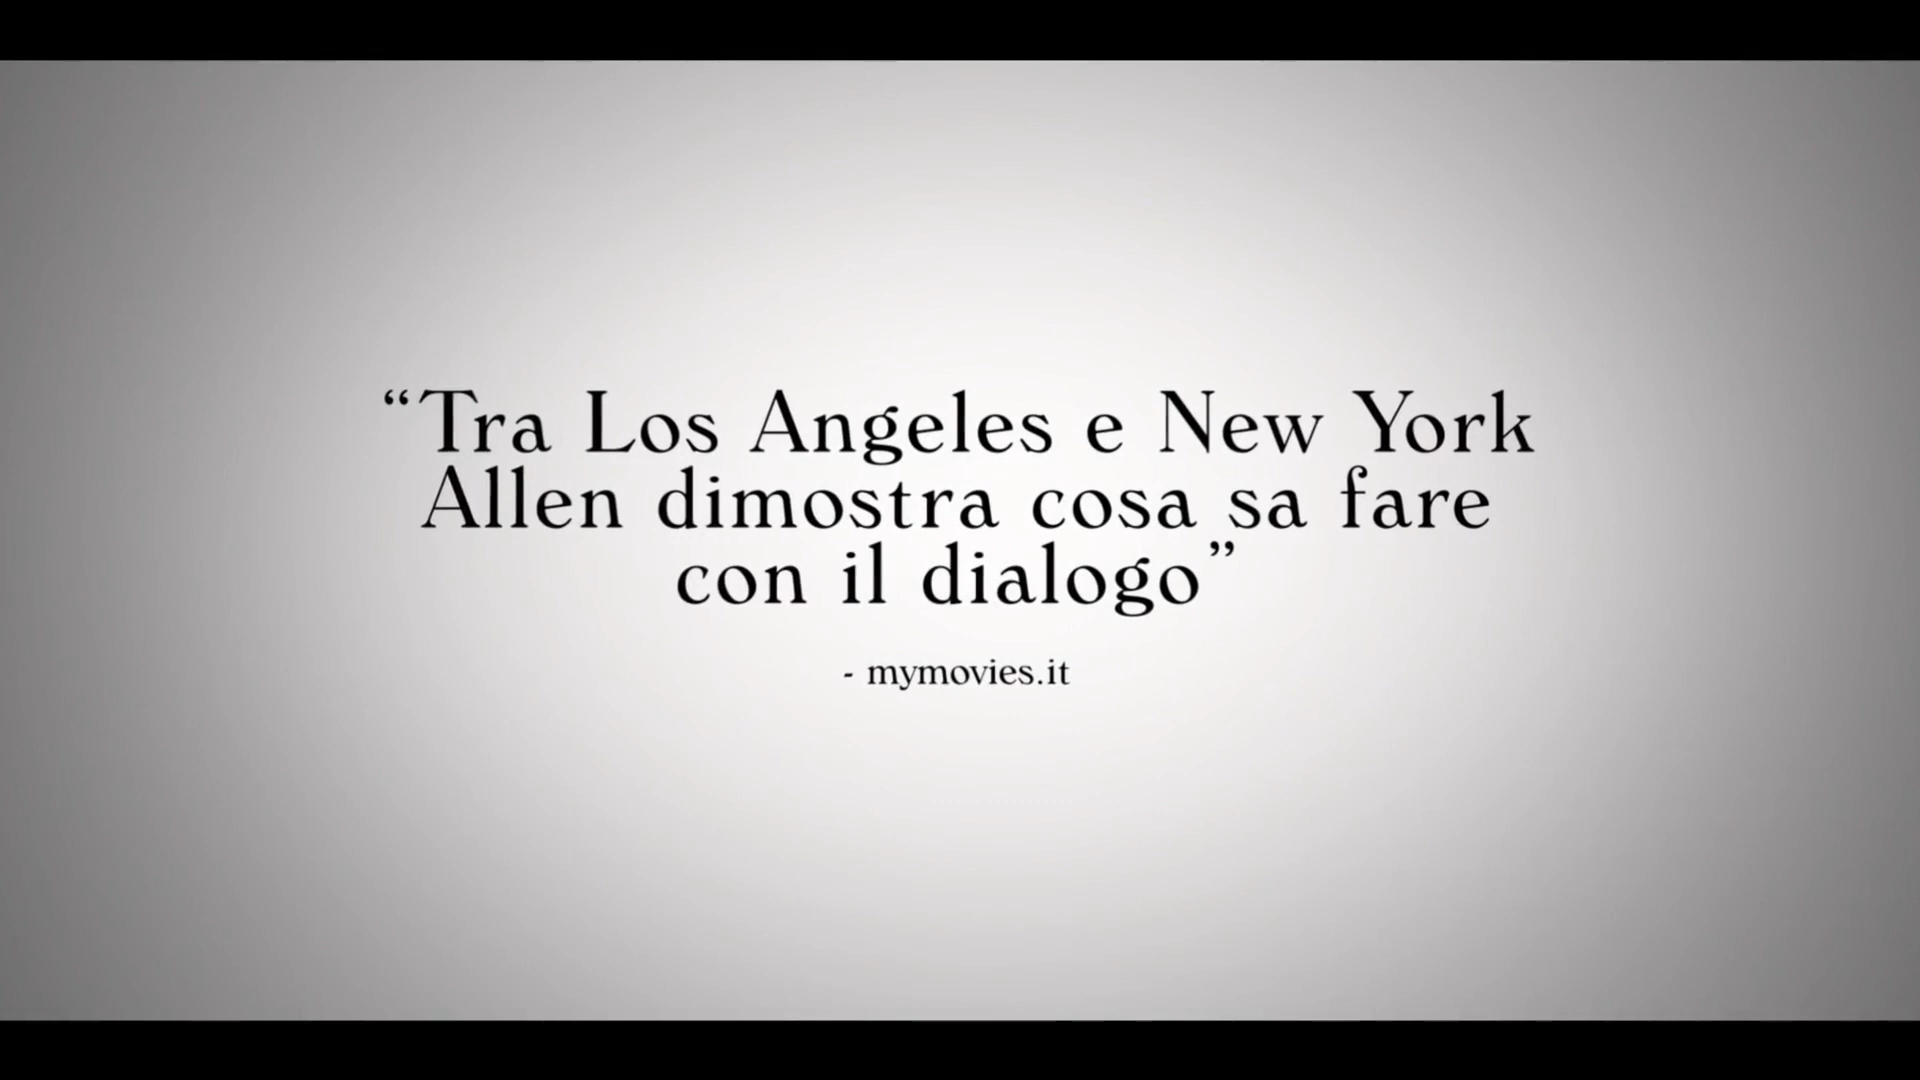 “Tra Los Angeles e New York
Allen dimostra cosa sa fare
con il dialogo”
- mymovies.it